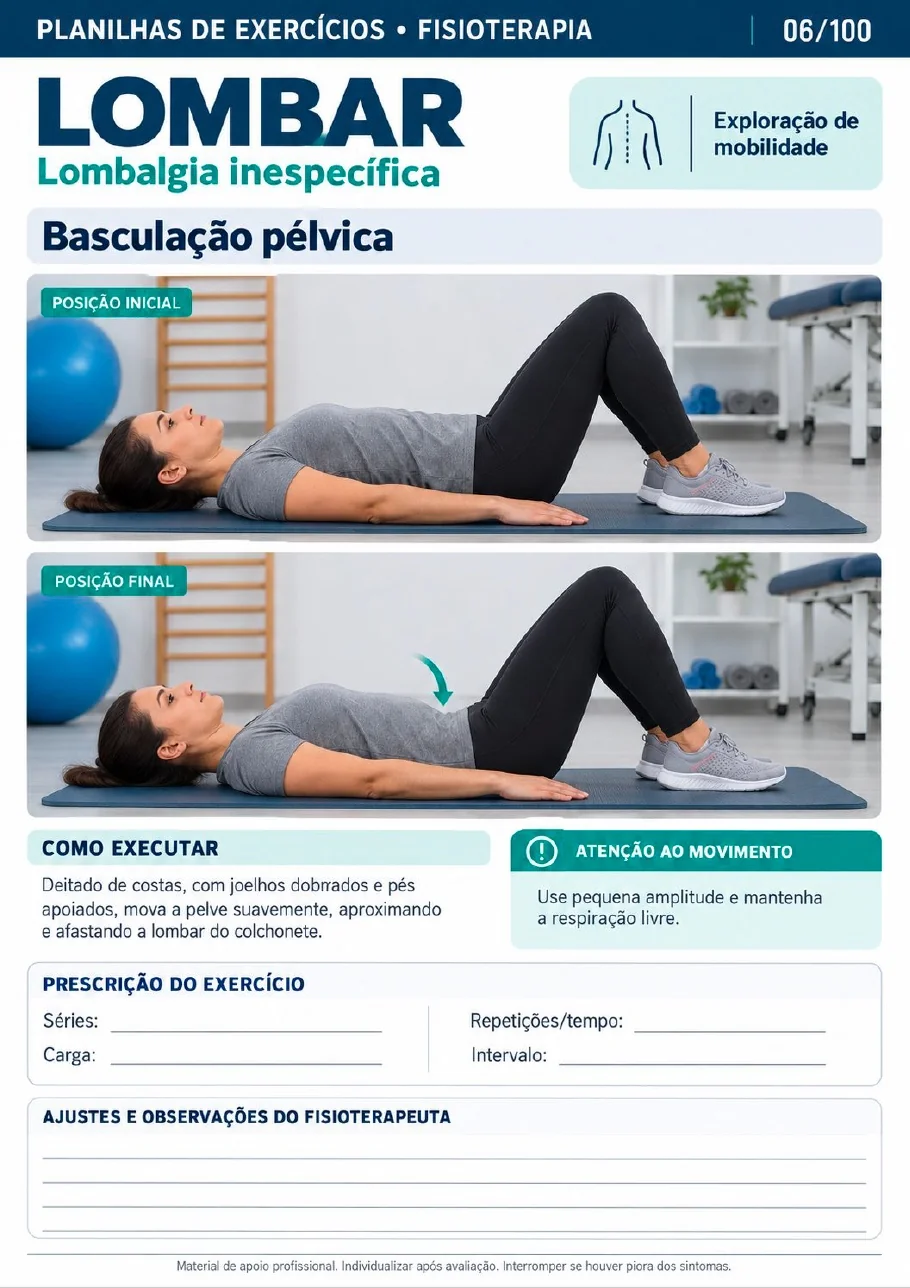 PLANILHAS DE EXERCÍCIOS • FISIOTERAPIA
06/100
LOMBAR
Lombalgia inespecífica
Exploração de
mobilidade
Basculação pélvica
POSIÇÃO INICIAL
POSIÇÃO FINAL
COMO EXECUTAR
Deitado de costas, com joelhos dobrados e pés
apoiados, mova a pelve suavemente, aproximando
e afastando a lombar do colchonete.
ATENÇÃO AO MOVIMENTO
Use pequena amplitude e mantenha
a respiração livre.
PRESCRIÇÃO DO EXERCÍCIO
Séries:
Repetições/tempo:
Carga:
Intervalo:
AJUSTES E OBSERVAÇÕES DO FISIOTERAPEUTA
Material de apoio profissional. Individualizar após avaliação. Interromper se houver piora dos sintomas.